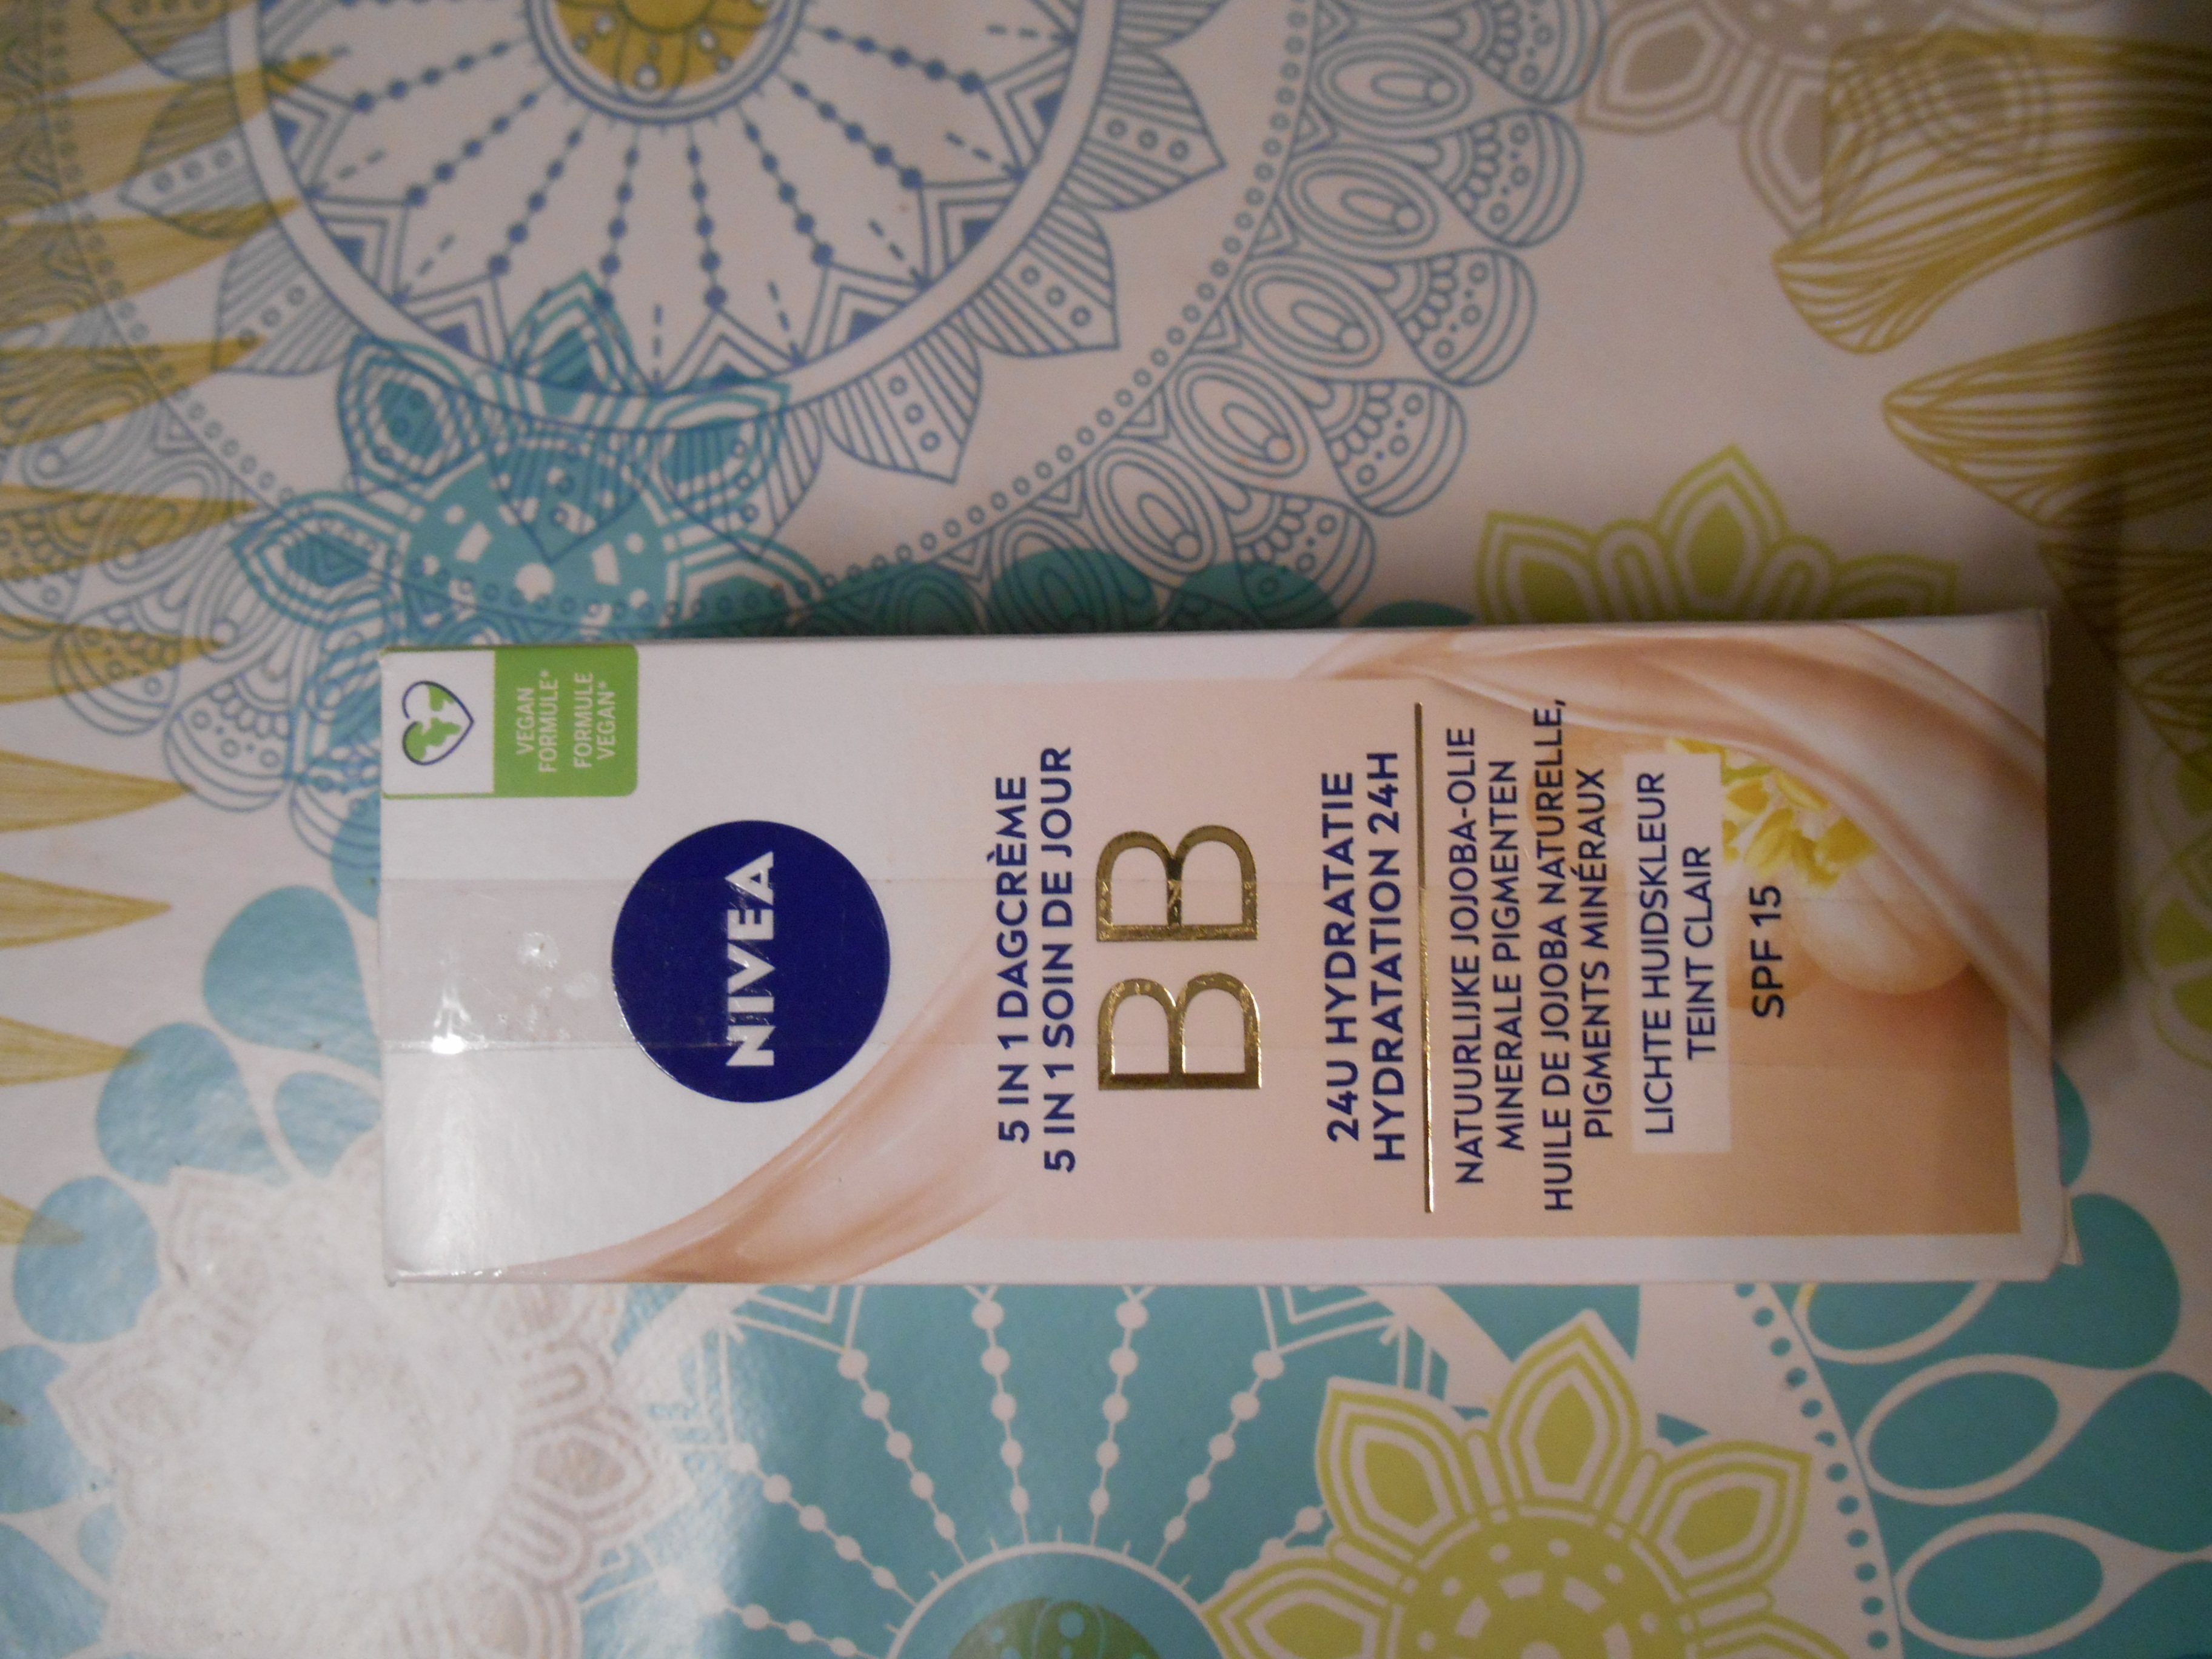 VEGAN
FORMULE*
FORMULE
VEGAN*
NIVEA
5 IN 1 DAGCRÈME
5 IN 1 SOIN DE JOUR
BB
24U HYDRATATIE
HYDRATATION 24H
NATUURLIJKE JOJOBA-OLIE
MINERALE PIGMENTEN
HUILE DE JOJOBA NATURELLE,
PIGMENTS MINÉRAUX
LICHTE HUIDSKLEUR
TEINT CLAIR
SPF 15